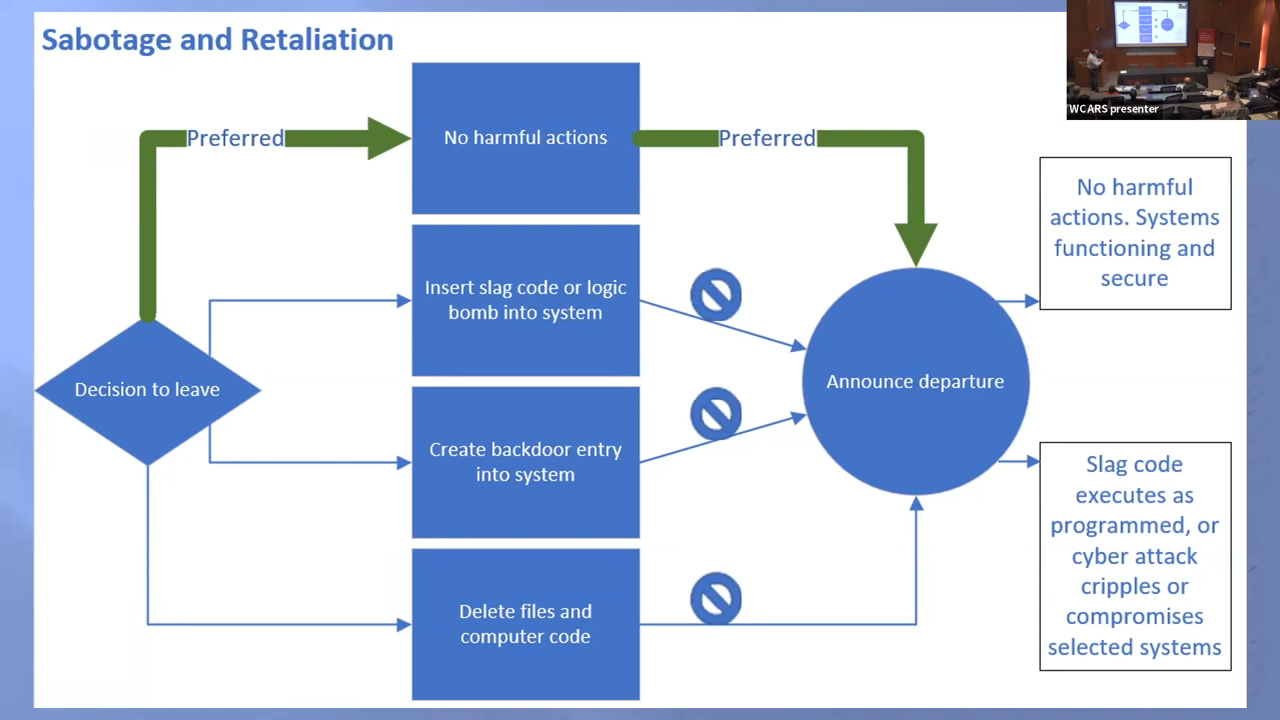 Sabotage and Retaliation
WCARS presenter
Preferred
No harmful actions
Preferred
No harmful
actions. Systems
functioning and
secure
Insert slag code or logic
bomb into system
Decision to leave
Announce departure
Create backdoor entry
into system
Slag code
executes as
programmed, or
cyber attack
cripples or
compromises
selected systems
Delete files and
computer code